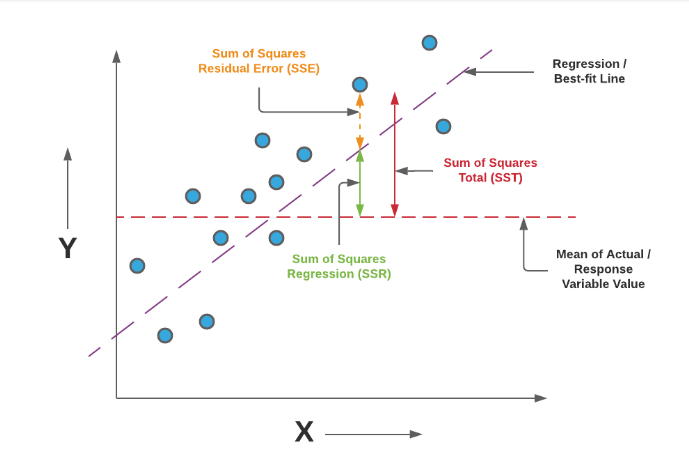 Sum of Squares
Residual Error (SSE)
Regression /
Best-fit Line
Sum of Squares
Total (SST)
Y
Sum of Squares
Regression (SSR)
Mean of Actual /
Response
Variable Value
X